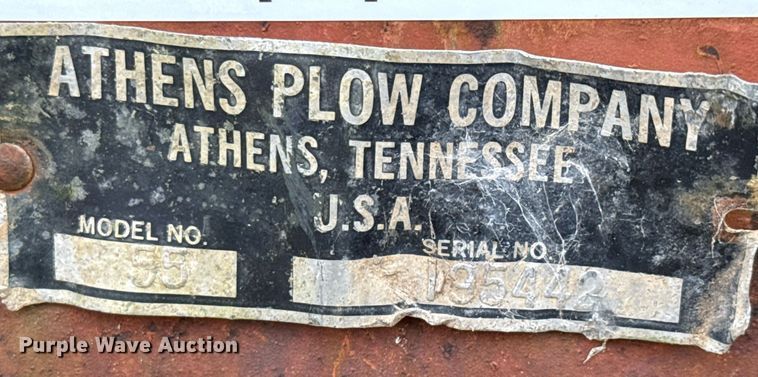 ATHENS PLOW COMPANY
ATHENS, TENNESSEE
U.S.A.
MODEL NO.
55
SERIAL NO.
195442
Purple Wave Auction